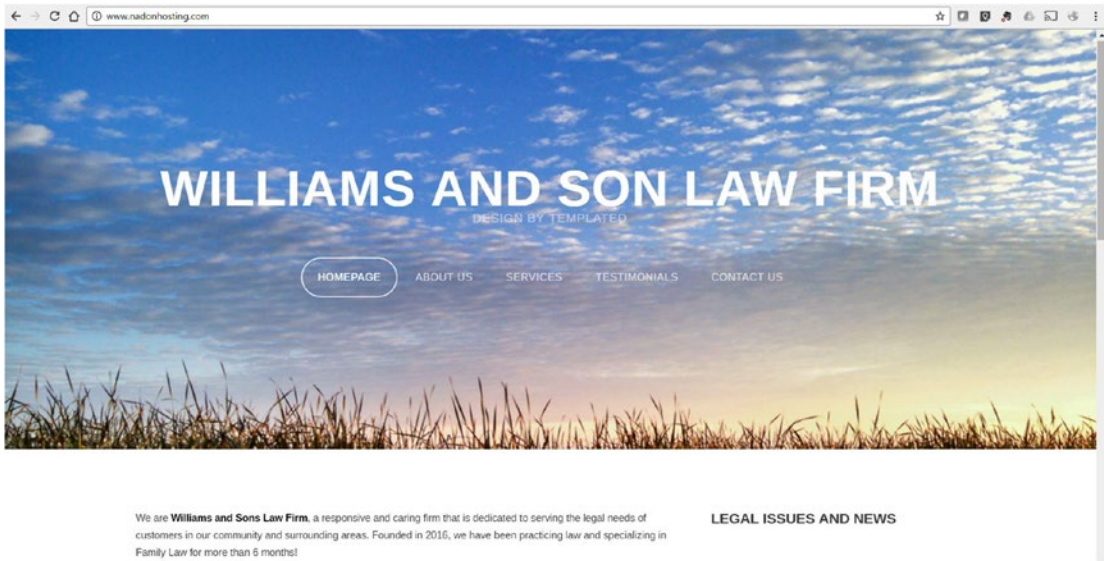 www.nadonhosting.com
WILLIAMS AND SON LAW FIRM
DESIGN BY TEMPLATED
HOMEPAGE
ABOUT US
SERVICES
TESTIMONIALS
CONTACT US
We are Williams and Sons Law Firm, a responsive and caring firm that is dedicated to serving the legal needs of
customers in our community and surrounding areas. Founded in 2016, we have been practicing law and specializing in
Family Law for more than 6 months!
LEGAL ISSUES AND NEWS